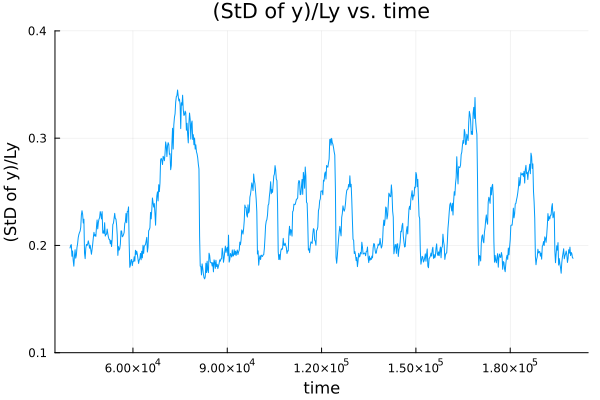 (StD of y)/Ly vs. time
(StD of y)/Ly
0.4
0.3
0.2
0.1
6.00×10⁴ 9.00×10⁴ 1.20×10⁵ 1.50×10⁵ 1.80×10⁵
time